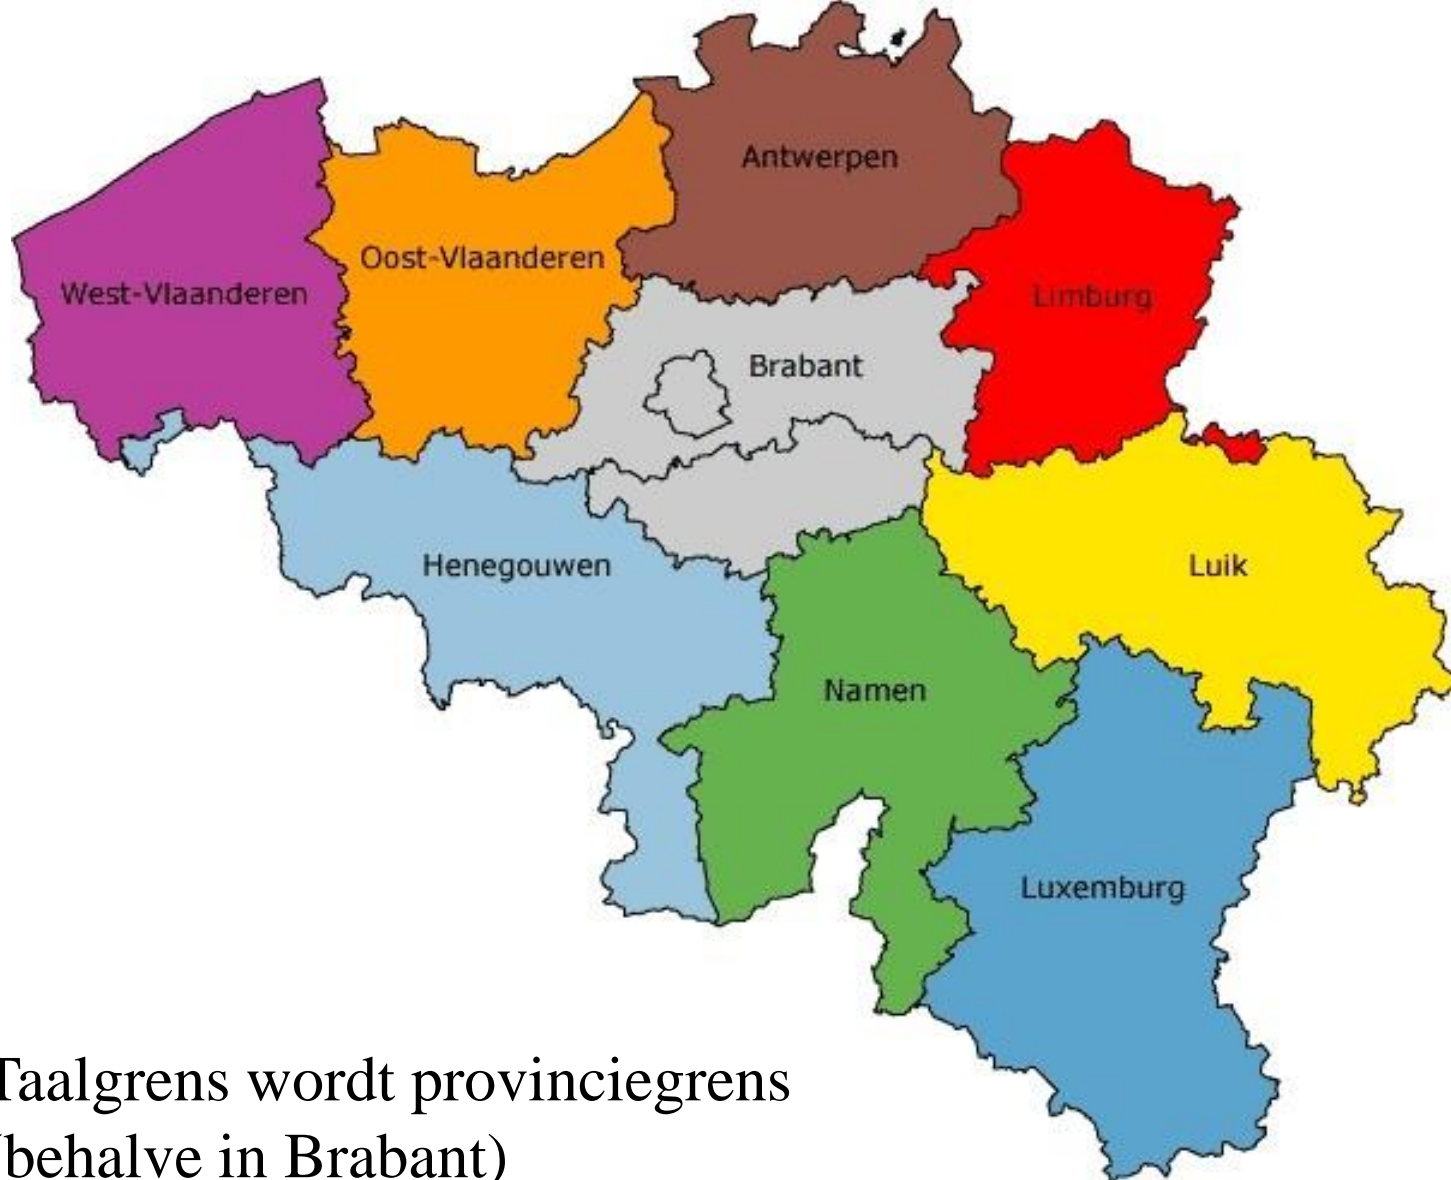 Antwerpen
Oost-Vlaanderen
West-Vlaanderen
Limburg
Brabant
Henegouwen
Luik
Namen
Luxemburg
Taalgrens wordt provinciegrens
(behalve in Brabant)